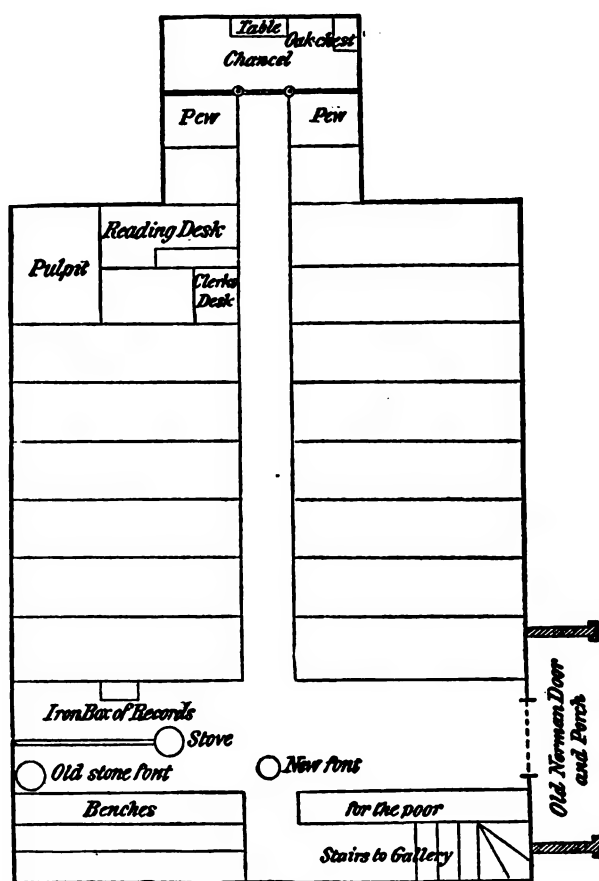 Table
Oak chest
Chancel
Pew
Pew
Reading Desk
Pulpit
Clerks
Desk
Iron Box of Records
Stove
Old stone font
New font
Old Norman Door
and Porch
Benches
for the poor
Stairs to Gallery